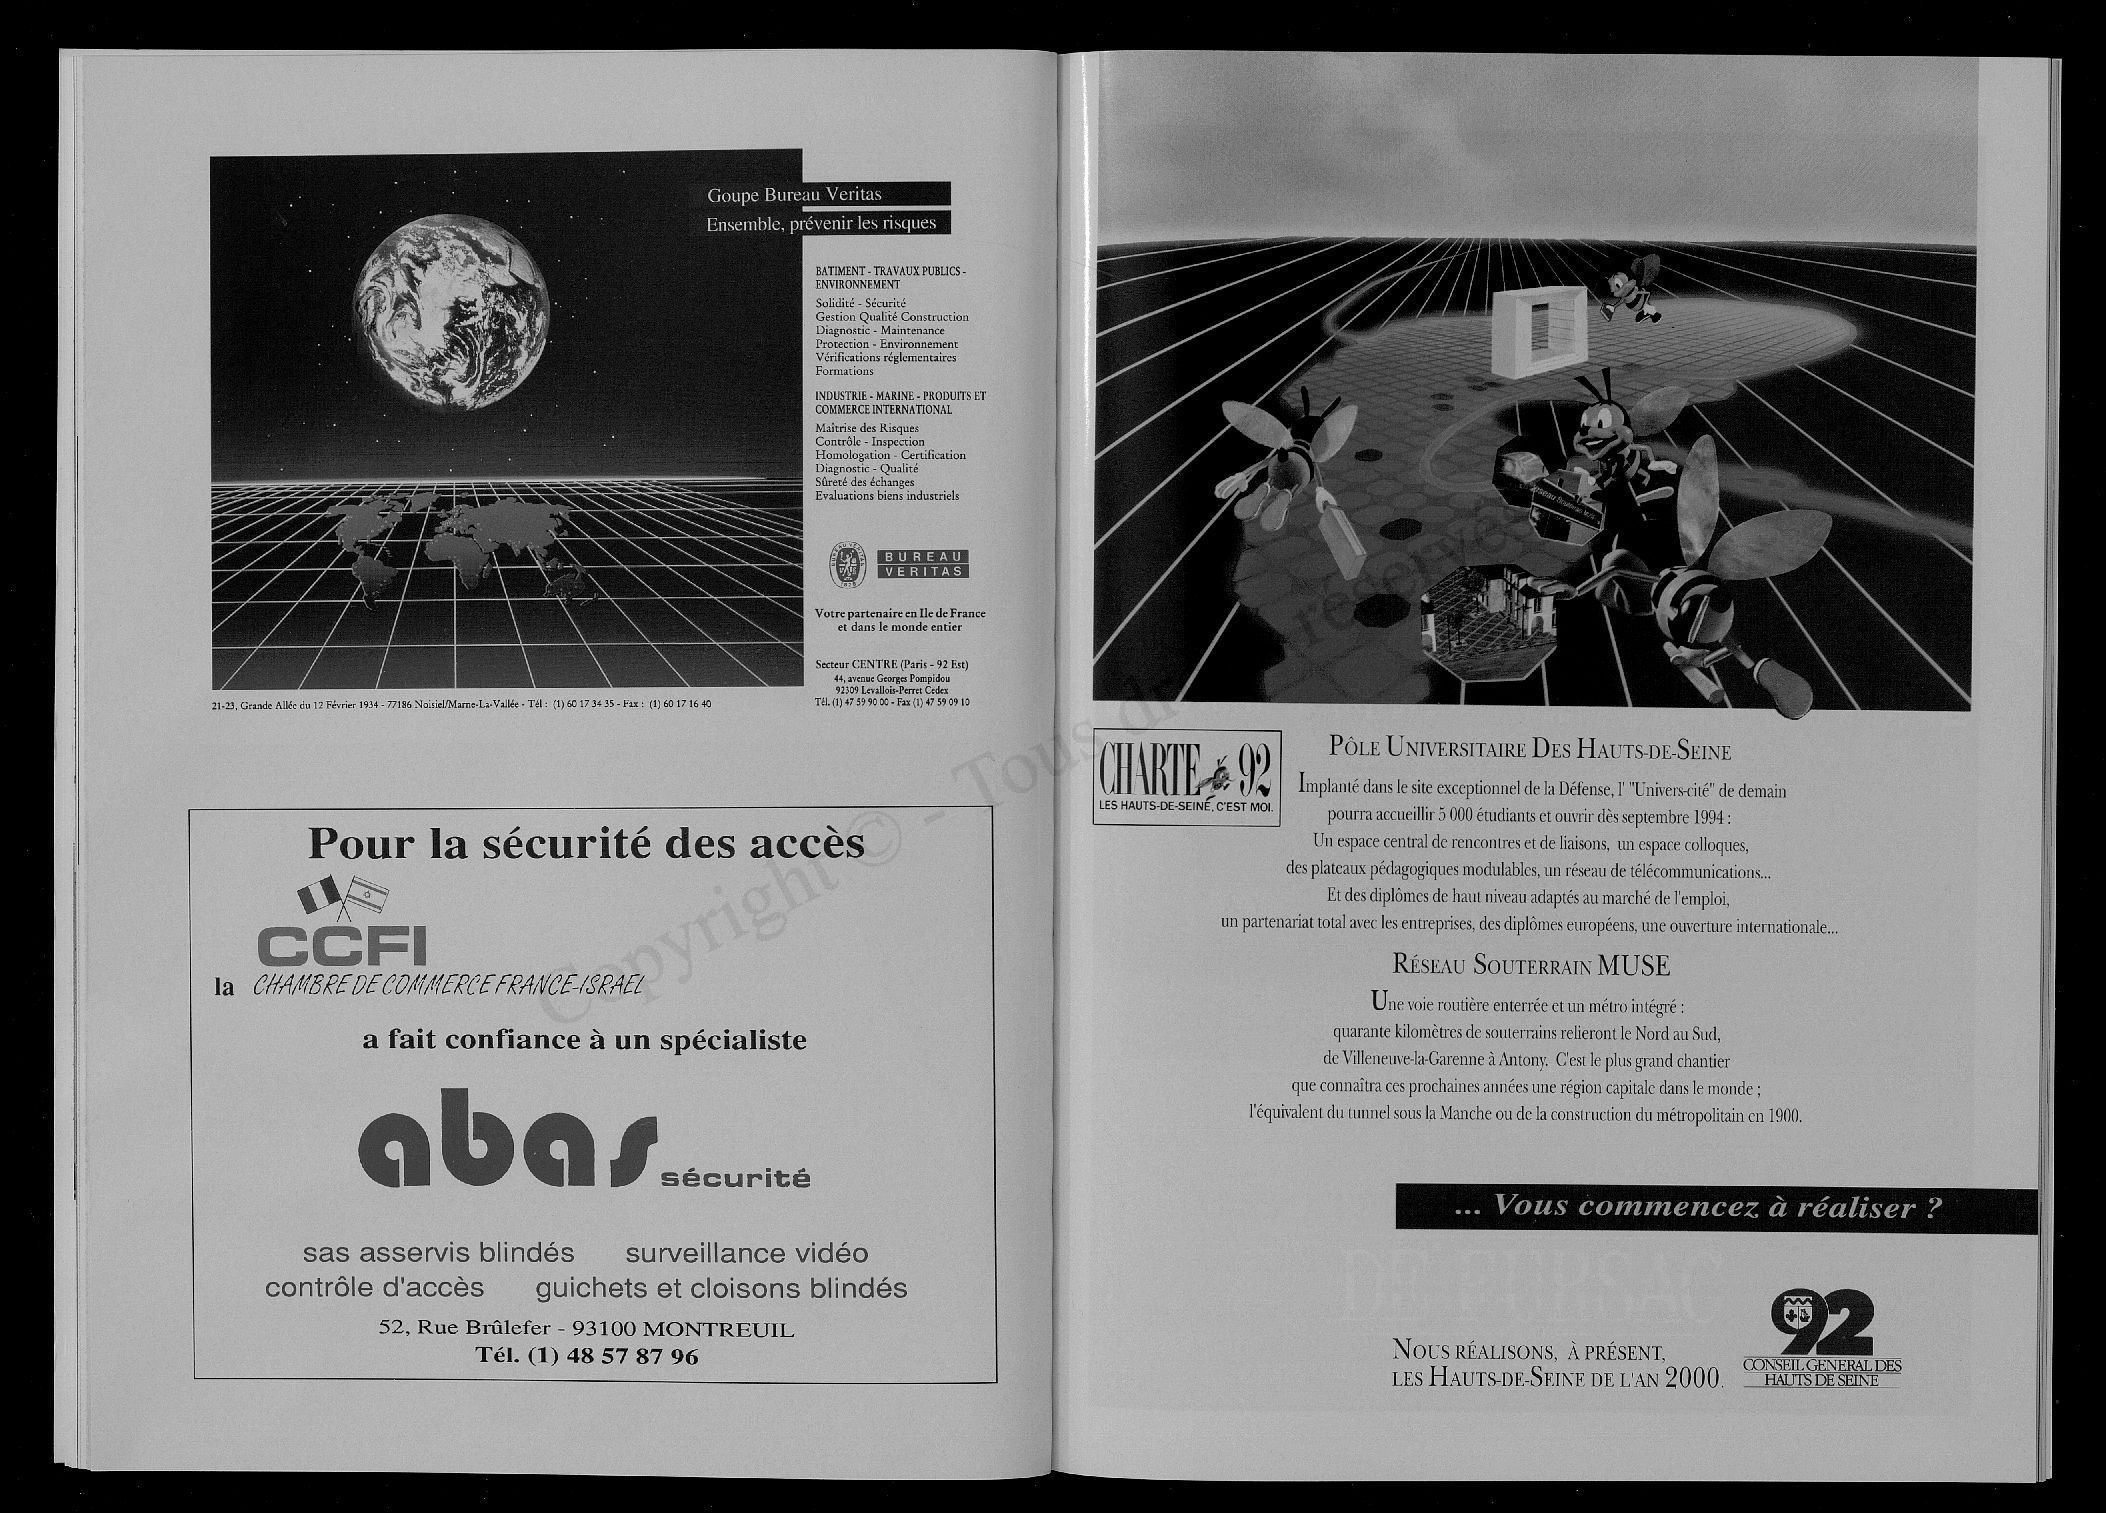 Goupe Bureau Veritas
Ensemble, prévenir les risques
BATIMENT - TRAVAUX PUBLICS -
ENVIRONNEMENT
Solidité - Sécurité
Gestion Qualité Construction
Diagnostic - Maintenance
Protection - Environnement
Vérifications réglementaires
Formations
INDUSTRIE - MARINE - PRODUITS ET
COMMERCE INTERNATIONAL
Maîtrise des Risques
Contrôle - Inspection
Homologation - Certification
Diagnostic - Qualité
Sûreté des échanges
Evaluations biens industriels
BUREAU
VERITAS
Votre partenaire en Ile de France
et dans le monde entier
Secteur CENTRE (Paris - 92 Est)
44, avenue Georges Pompidou
92309 Levallois-Perret Cedex
Tél. (1) 47 59 90 00 - Fax (1) 47 59 09 10
21-23, Grande Allée du 12 Février 1934 - 77186 Noisiel/Marne-La-Vallée - Tél : (1) 60 17 34 35 - Fax : (1) 60 17 16 40
Pour la sécurité des accès
CCFI
la CHAMBRE DE COMMERCE FRANCE-ISRAEL
a fait confiance à un spécialiste
abas sécurité
sas asservis blindés surveillance vidéo
contrôle d'accès guichets et cloisons blindés
52, Rue Brûlefer - 93100 MONTREUIL
Tél. (1) 48 57 87 96
Copyright © - Tous dr réservé
CHARTE 92
LES HAUTS-DE-SEINE, C'EST MOI.
PÔLE UNIVERSITAIRE DES HAUTS-DE-SEINE
Implanté dans le site exceptionnel de la Défense, l' "Univers-cité" de demain
pourra accueillir 5 000 étudiants et ouvrir dès septembre 1994 :
Un espace central de rencontres et de liaisons, un espace colloques,
des plateaux pédagogiques modulables, un réseau de télécommunications...
Et des diplômes de haut niveau adaptés au marché de l'emploi,
un partenariat total avec les entreprises, des diplômes européens, une ouverture internationale...
RÉSEAU SOUTERRAIN MUSE
Une voie routière enterrée et un métro intégré :
quarante kilomètres de souterrains relieront le Nord au Sud,
de Villeneuve-la-Garenne à Antony. C'est le plus grand chantier
que connaîtra ces prochaines années une région capitale dans le monde ;
l'équivalent du tunnel sous la Manche ou de la construction du métropolitain en 1900.
... Vous commencez à réaliser ?
NOUS RÉALISONS, À PRÉSENT,
LES HAUTS-DE-SEINE DE L'AN 2000.
92
CONSEIL GENERAL DES
HAUTS DE SEINE